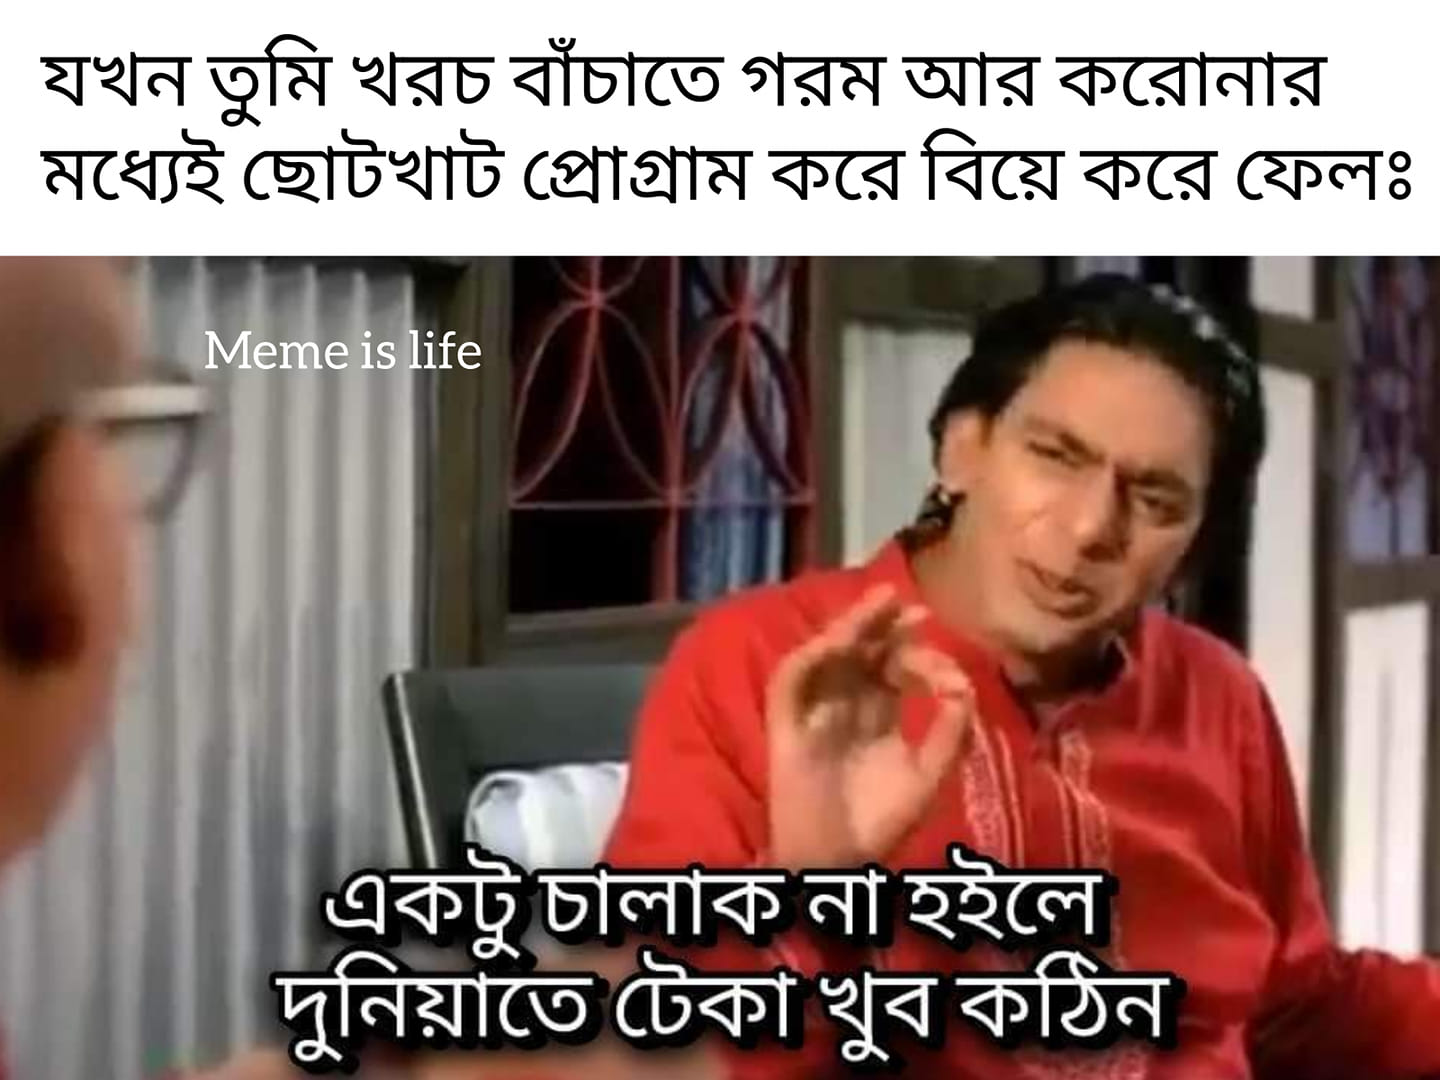 যখন তুমি খরচ বাঁচাতে গরম আর করোনার
মধ্যেই ছোটখাট প্রোগ্রাম করে বিয়ে করে ফেলঃ
Meme is life
একটু চালাক না হইলে
দুনিয়াতে টেকা খুব কঠিন